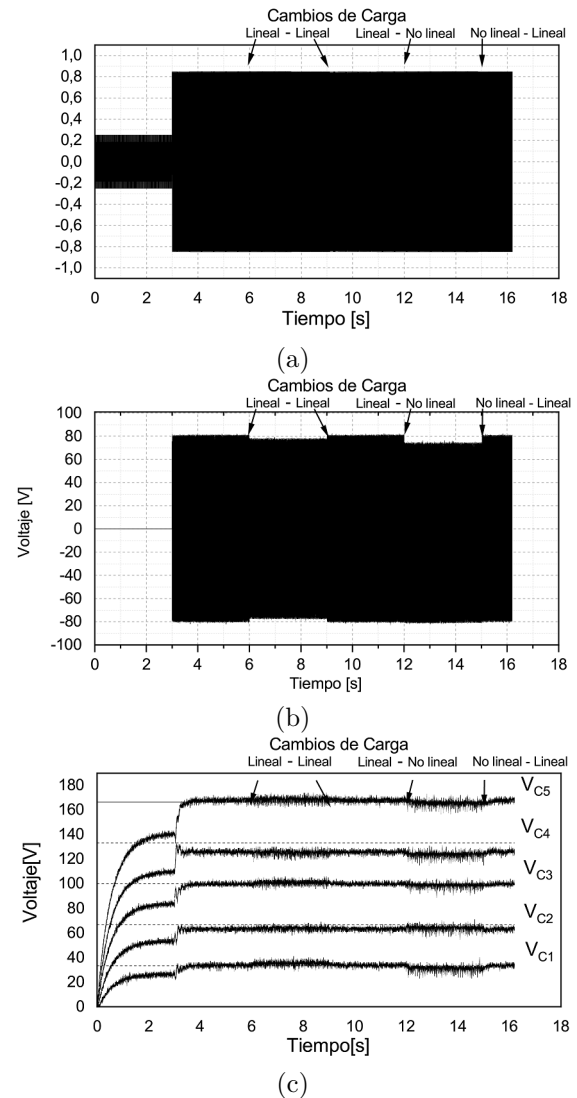 Cambios de Carga
Lineal - Lineal Lineal - No lineal No lineal - Lineal
1,0
0,8
0,6
0,4
0,2
0,0
-0,2
-0,4
-0,6
-0,8
-1,0
0 2 4 6 8 10 12 14 16 18
Tiempo [s]
(a)
Cambios de Carga
Lineal - Lineal Lineal - No lineal No lineal - Lineal
100
80
60
40
20
0
-20
-40
-60
-80
-100
Voltaje [V]
0 2 4 6 8 10 12 14 16 18
Tiempo [s]
(b)
Cambios de Carga
Lineal - Lineal Lineal - No lineal No lineal - Lineal
180
160
140
120
100
80
60
40
20
0
Voltaje[V]
VC5
VC4
VC3
VC2
VC1
0 2 4 6 8 10 12 14 16 18
Tiempo[s]
(c)